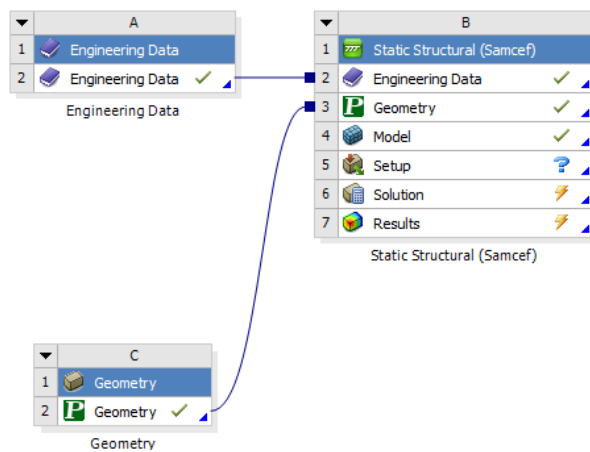 A
1 Engineering Data
2 Engineering Data
Engineering Data
B
1 Static Structural (Samcef)
2 Engineering Data
3 P Geometry
4 Model
5 Setup ?
6 Solution
7 Results
Static Structural (Samcef)
C
1 Geometry
2 P Geometry
Geometry